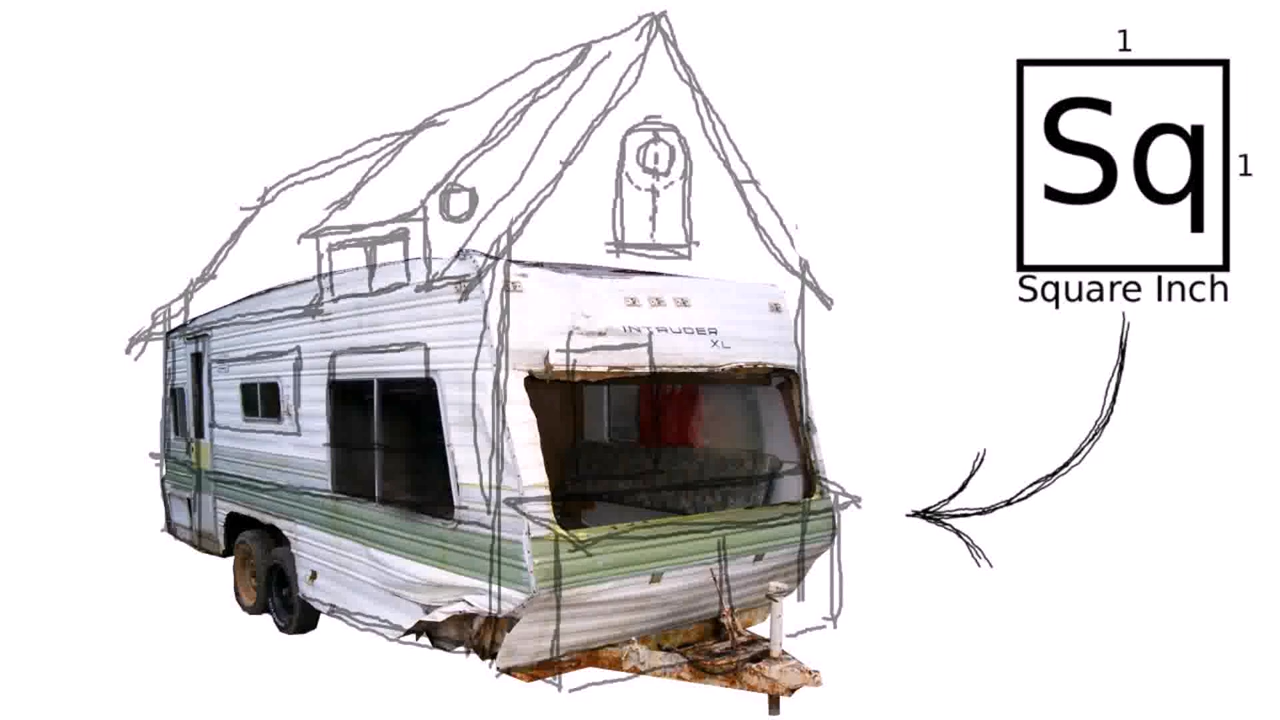 1
Sq
1
Square Inch
INTRUDER
XL